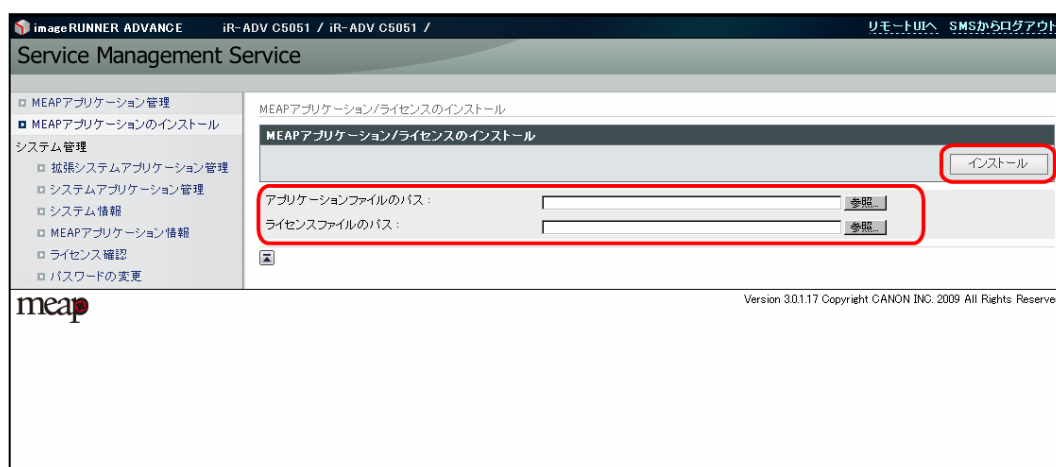 imageRUNNER ADVANCE iR-ADV C5051 / iR-ADV C5051 / リモートUIへ SMSからログアウト
Service Management Service
MEAPアプリケーション管理
MEAPアプリケーションのインストール
システム管理
拡張システムアプリケーション管理
システムアプリケーション管理
システム情報
MEAPアプリケーション情報
ライセンス確認
パスワードの変更
MEAPアプリケーション/ライセンスのインストール
MEAPアプリケーション/ライセンスのインストール
インストール
アプリケーションファイルのパス: 参照...
ライセンスファイルのパス: 参照...
meap
Version 3.0.1.17 Copyright CANON INC. 2009 All Rights Reserve